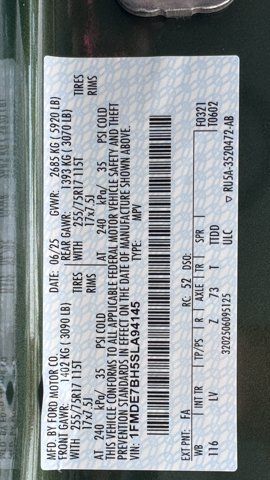 MFD. BY FORD MOTOR CO.
DATE: 06/25 GVWR: 2685 KG ( 5920 LB)
FRONT GAWR: 1402 KG ( 3090 LB) REAR GAWR: 1393 KG ( 3070 LB)
WITH 255/75R17 115T TIRES WITH 255/75R17 115T TIRES
17x7.5J RIMS 17x7.5J RIMS
AT 240 kPa/ 35 PSI COLD AT 240 kPa/ 35 PSI COLD
THIS VEHICLE CONFORMS TO ALL APPLICABLE FEDERAL MOTOR VEHICLE SAFETY AND THEFT
PREVENTION STANDARDS IN EFFECT ON THE DATE OF MANUFACTURE SHOWN ABOVE.
VIN: 1FMDE7BH5SLA94145 TYPE: MPV
F0321
T0602
EXT PNT: FA RC: 52 DSO:
WB INT TR TP/PS R AXLE TR SPR
116 LV Z 73 T TTDD
3202506095125 ULC
RU5A-3520472-AB